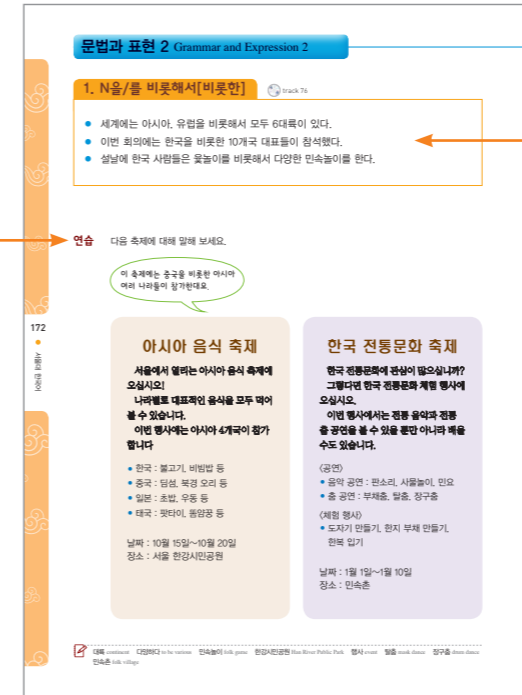 문법과 표현 2 Grammar and Expression 2
1. N을/를 비롯해서[비롯한]
track 76
● 세계에는 아시아, 유럽을 비롯해서 모두 6대륙이 있다.
● 이번 회의에는 한국을 비롯한 10개국 대표들이 참석했다.
● 설날에 한국 사람들은 윷놀이를 비롯해서 다양한 민속놀이를 한다.
연습 다음 축제에 대해 말해 보세요.
이 축제에는 중국을 비롯한 아시아
여러 나라들이 참가한대요.
172
서울대 한국어
아시아 음식 축제
서울에서 열리는 아시아 음식 축제에
오십시오!
나라별로 대표적인 음식을 모두 먹어
볼 수 있습니다.
이번 행사에는 아시아 4개국이 참가
합니다
● 한국 : 불고기, 비빔밥 등
● 중국 : 딤섬, 북경 오리 등
● 일본 : 초밥, 우동 등
● 태국 : 팟타이, 똠얌꿍 등
날짜 : 10월 15일~10월 20일
장소 : 서울 한강시민공원
한국 전통문화 축제
한국 전통문화에 관심이 많으십니까?
그렇다면 한국 전통문화 체험 행사에
오십시오.
이번 행사에서는 전통 음악과 전통
춤 공연을 볼 수 있을 뿐만 아니라 배울
수도 있습니다.
〈공연〉
● 음악 공연 : 판소리, 사물놀이, 민요
● 춤 공연 : 부채춤, 탈춤, 장구춤
〈체험 행사〉
● 도자기 만들기, 한지 부채 만들기,
한복 입기
날짜 : 1월 1일~1월 10일
장소 : 민속촌
대륙 continent 다양하다 to be various 민속놀이 folk game 한강시민공원 Han River Public Park 행사 event 탈춤 mask dance 장구춤 drum dance
민속촌 folk village